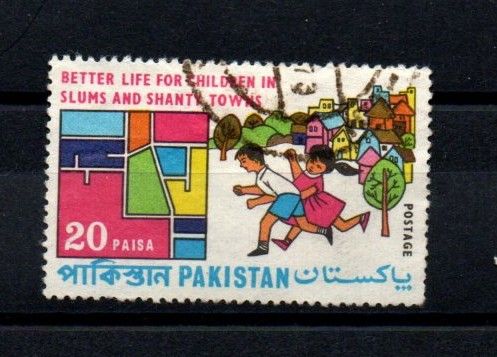 BETTER LIFE FOR CHILDREN IN
SLUMS AND SHANTY TOWNS
20 PAISA
POSTAGE
পাকিস্তান PAKISTAN پاکستان